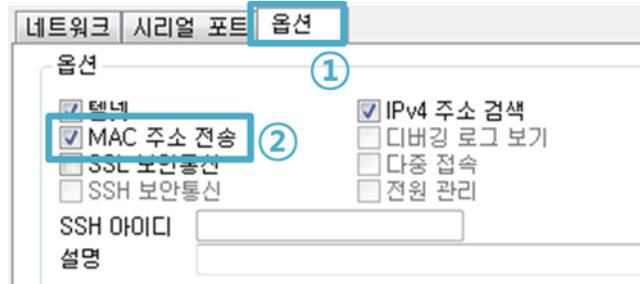 네트워크 시리얼 포트 옵션
①
옵션
텔넷 IPv4 주소 검색
MAC 주소 전송 ② 디버깅 로그 보기
SSL 보안통신 다중 접속
SSH 보안통신 전원 관리
SSH 아이디
설명